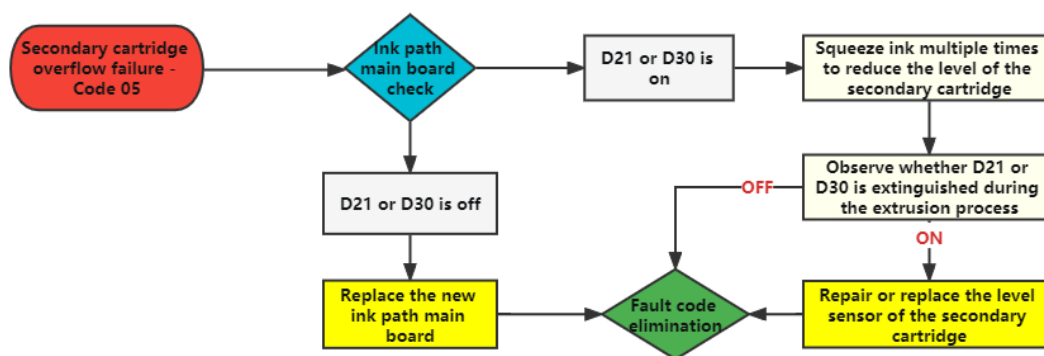 Secondary cartridge
overflow failure -
Code 05
Ink path
main board
check
D21 or D30 is
on
Squeeze ink multiple times
to reduce the level of the
secondary cartridge
Observe whether D21 or
D30 is extinguished during
the extrusion process
OFF
ON
D21 or D30 is off
Replace the new
ink path main
board
Fault code
elimination
Repair or replace the level
sensor of the secondary
cartridge